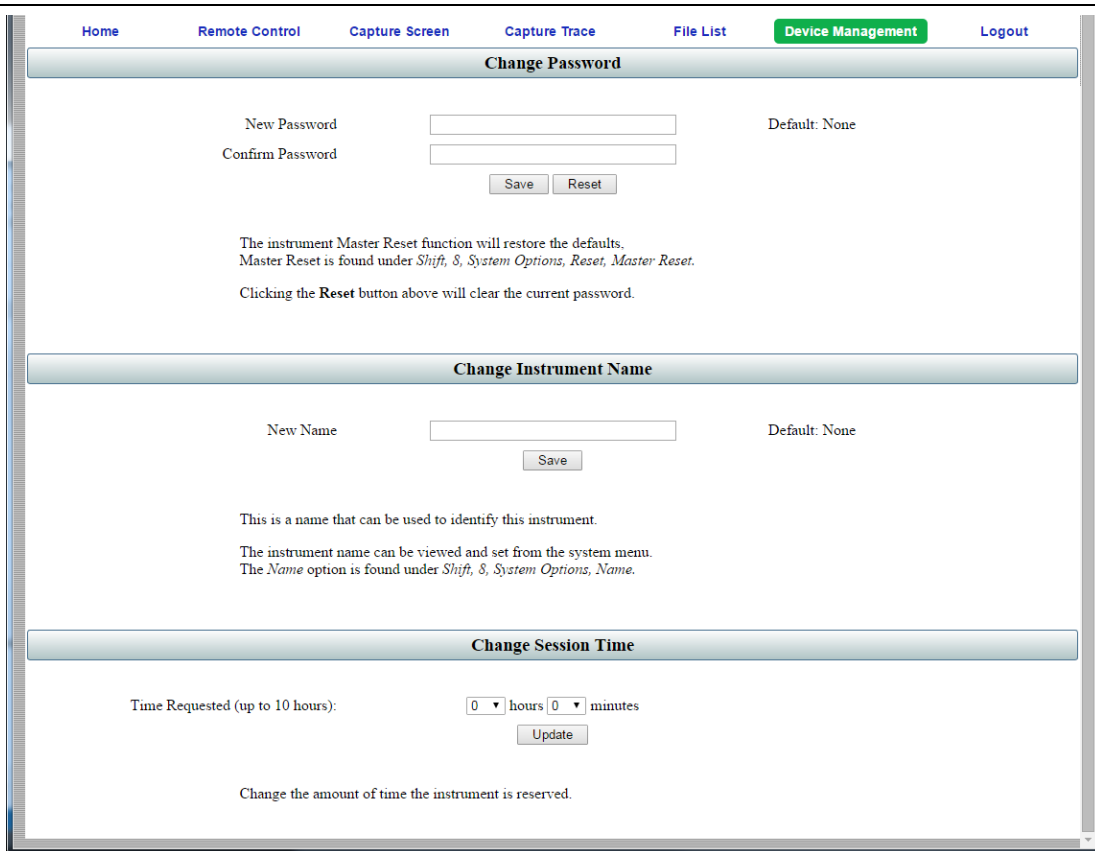 Home Remote Control Capture Screen Capture Trace File List Device Management Logout
Change Password
New Password Default: None
Confirm Password
Save Reset
The instrument Master Reset function will restore the defaults,
Master Reset is found under Shift, 8, System Options, Reset, Master Reset.
Clicking the Reset button above will clear the current password.
Change Instrument Name
New Name Default: None
Save
This is a name that can be used to identify this instrument.
The instrument name can be viewed and set from the system menu.
The Name option is found under Shift, 8, System Options, Name.
Change Session Time
Time Requested (up to 10 hours): 0 hours 0 minutes
Update
Change the amount of time the instrument is reserved.